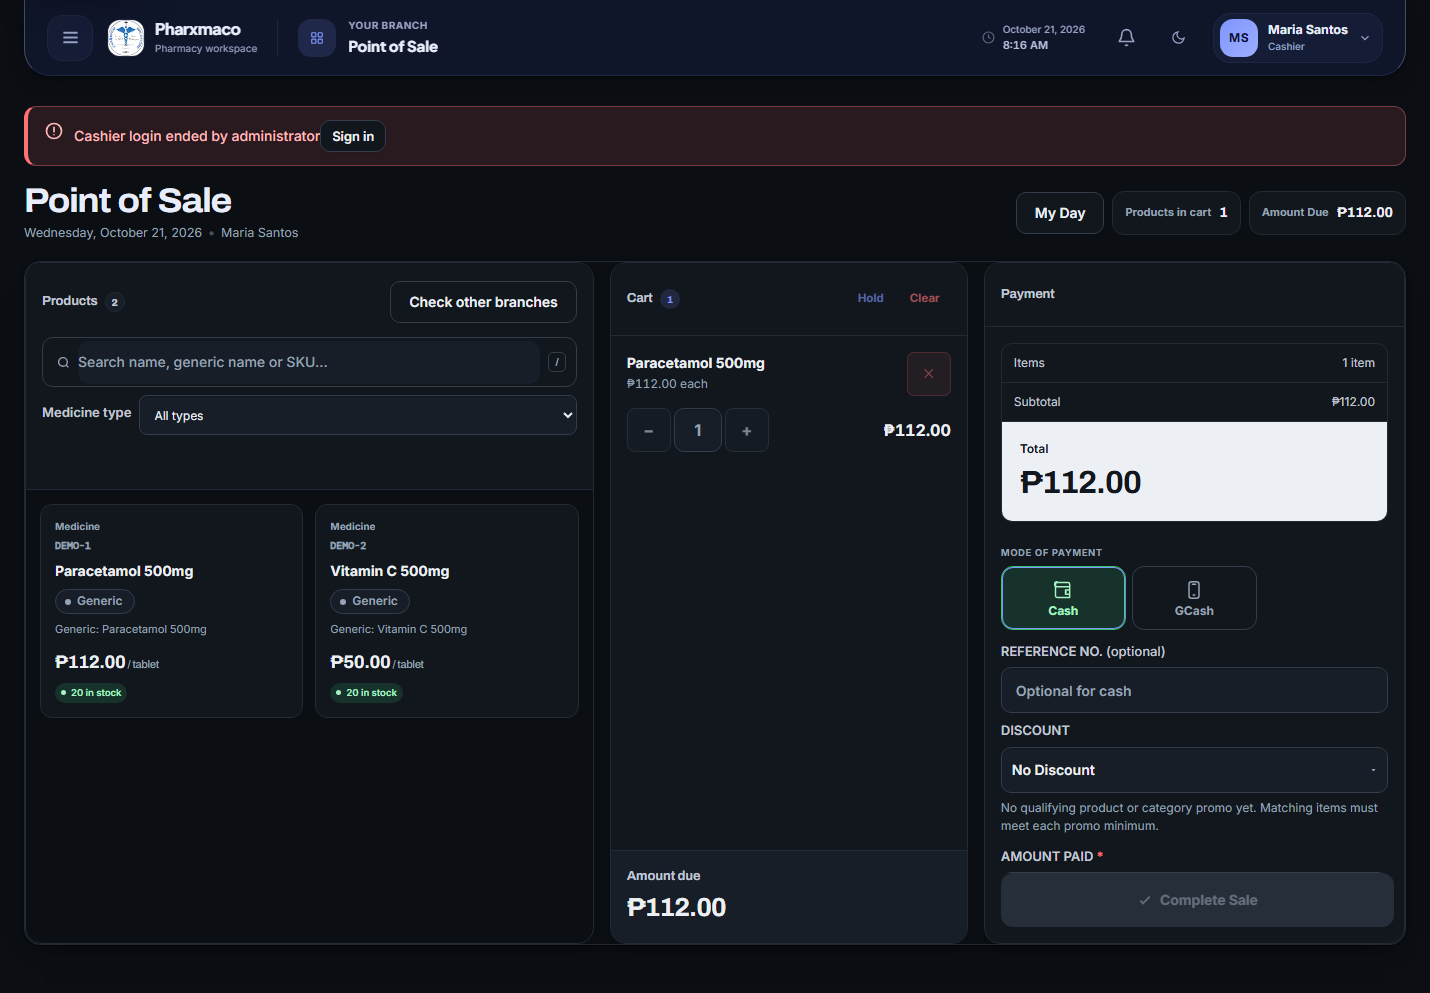 Pharxmaco
Pharmacy workspace
YOUR BRANCH
Point of Sale
October 21, 2026
8:16 AM
MS
Maria Santos
Cashier
Cashier login ended by administrator
Sign in
Point of Sale
Wednesday, October 21, 2026 • Maria Santos
My Day
Products in cart 1
Amount Due ₱112.00
Products 2
Check other branches
Search name, generic name or SKU...
/
Medicine type
All types
Medicine
DEMO-1
Paracetamol 500mg
Generic
Generic: Paracetamol 500mg
₱112.00 / tablet
20 in stock
Medicine
DEMO-2
Vitamin C 500mg
Generic
Generic: Vitamin C 500mg
₱50.00 / tablet
20 in stock
Cart 1
Hold
Clear
Paracetamol 500mg
₱112.00 each
− 1 +
₱112.00
Amount due
₱112.00
Payment
Items 1 item
Subtotal ₱112.00
Total
₱112.00
MODE OF PAYMENT
Cash
GCash
REFERENCE NO. (optional)
Optional for cash
DISCOUNT
No Discount
No qualifying product or category promo yet. Matching items must
meet each promo minimum.
AMOUNT PAID *
Complete Sale